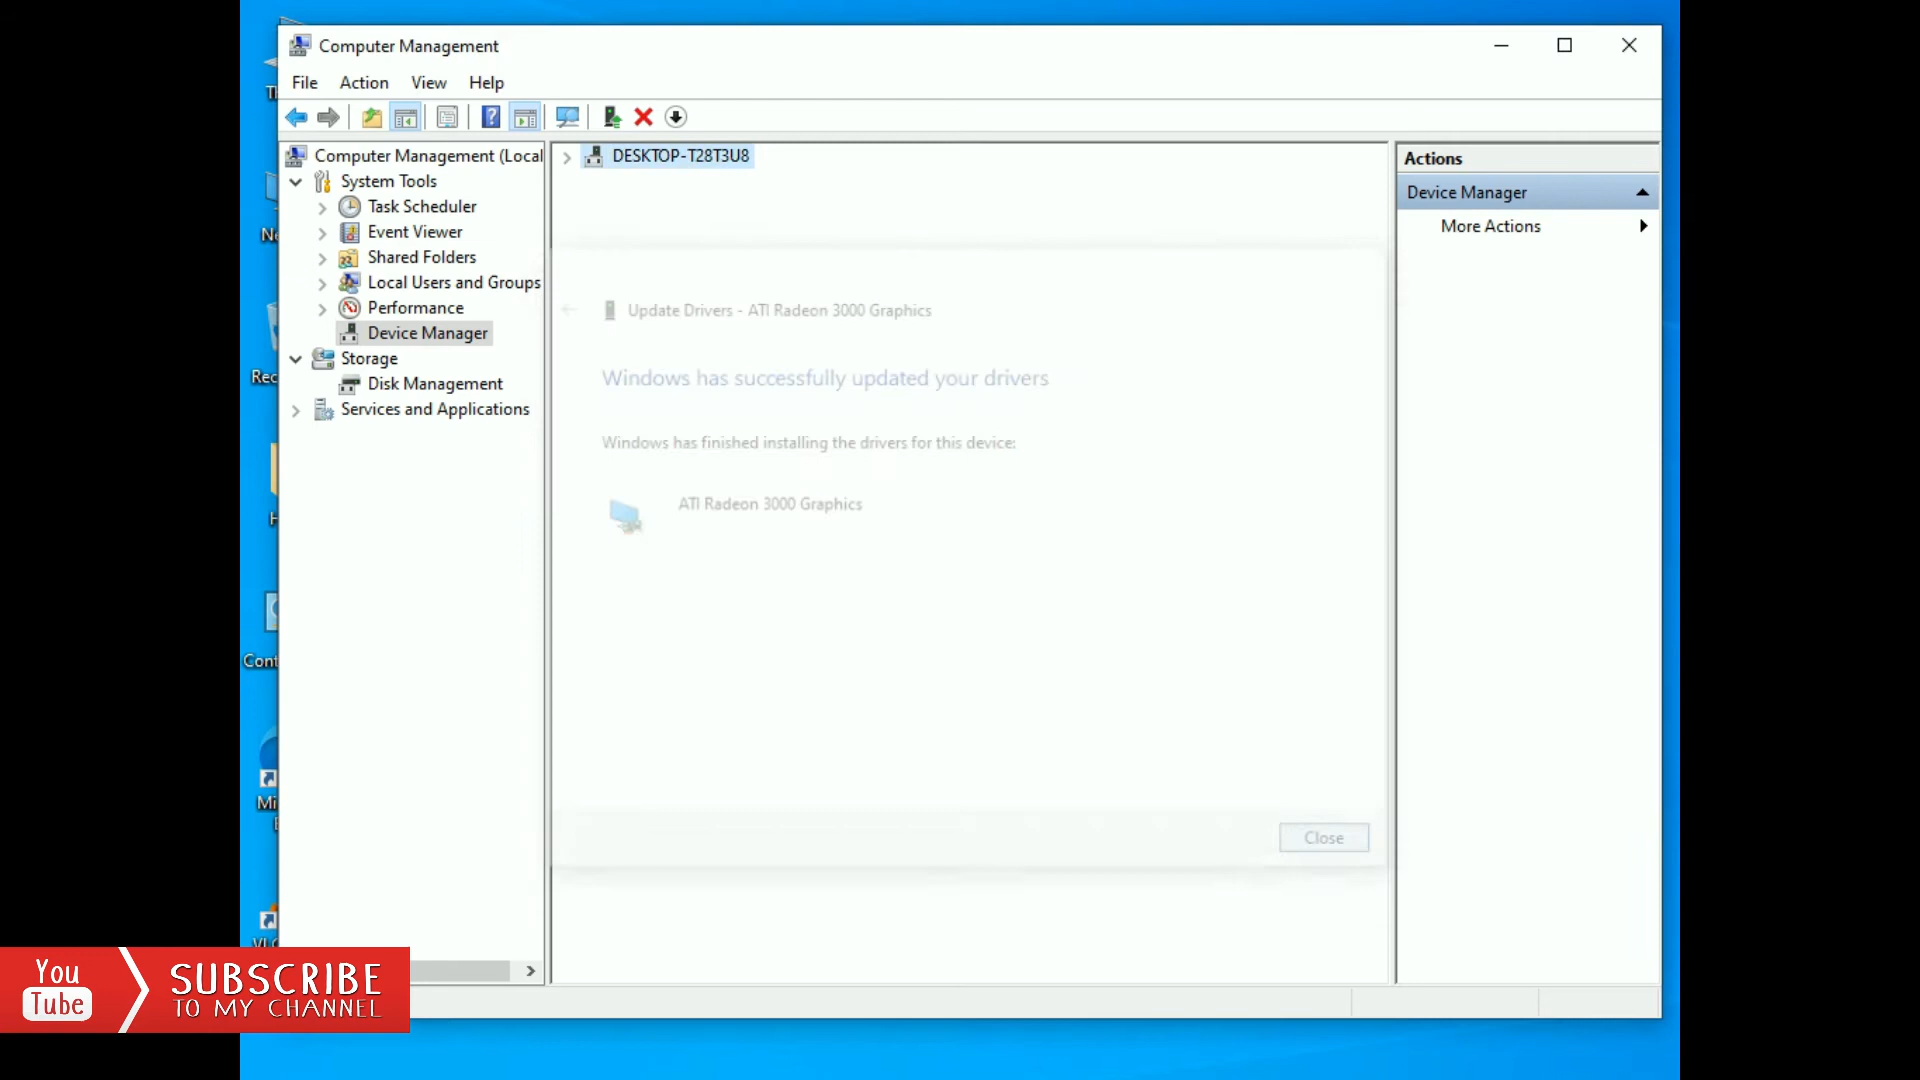 Computer Management
File Action View Help
Computer Management (Local
System Tools
Task Scheduler
Event Viewer
Shared Folders
Local Users and Groups
Performance
Device Manager
Storage
Disk Management
Services and Applications
DESKTOP-T28T3U8
Update Drivers - ATI Radeon 3000 Graphics
Windows has successfully updated your drivers
Windows has finished installing the drivers for this device:
ATI Radeon 3000 Graphics
Close
Actions
Device Manager
More Actions
Rec
Cont
Mi
You
Tube
SUBSCRIBE
TO MY CHANNEL